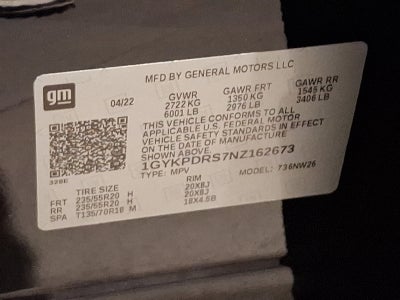 gm
MFD BY GENERAL MOTORS LLC
04/22 GVWR GAWR FRT GAWR RR
2722 KG 1350 KG 1545 KG
6001 LB 2976 LB 3406 LB
THIS VEHICLE CONFORMS TO ALL
APPLICABLE U.S. FEDERAL MOTOR
VEHICLE SAFETY STANDARDS IN EFFECT
ON THE DATE OF MANUFACTURE
1GYKPDRS7NZ162673
TYPE: MPV MODEL: 736NW26
TIRE SIZE RIM
FRT 235/55R20 H 20X8J
RR 235/55R20 H 20X8J
SPA T135/70R18 M 18X4.5B